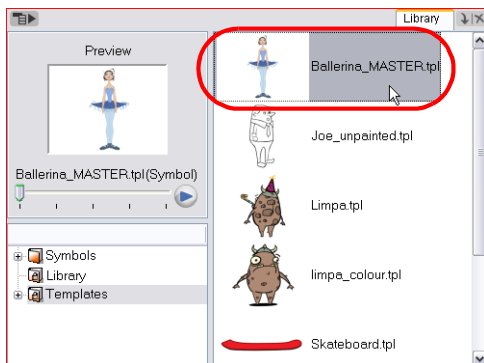 Library
Preview
Ballerina_MASTER.tpl(Symbol)
Symbols
Library
Templates
Ballerina_MASTER.tpl
Joe_unpainted.tpl
Limpa.tpl
limpa_colour.tpl
Skateboard.tpl